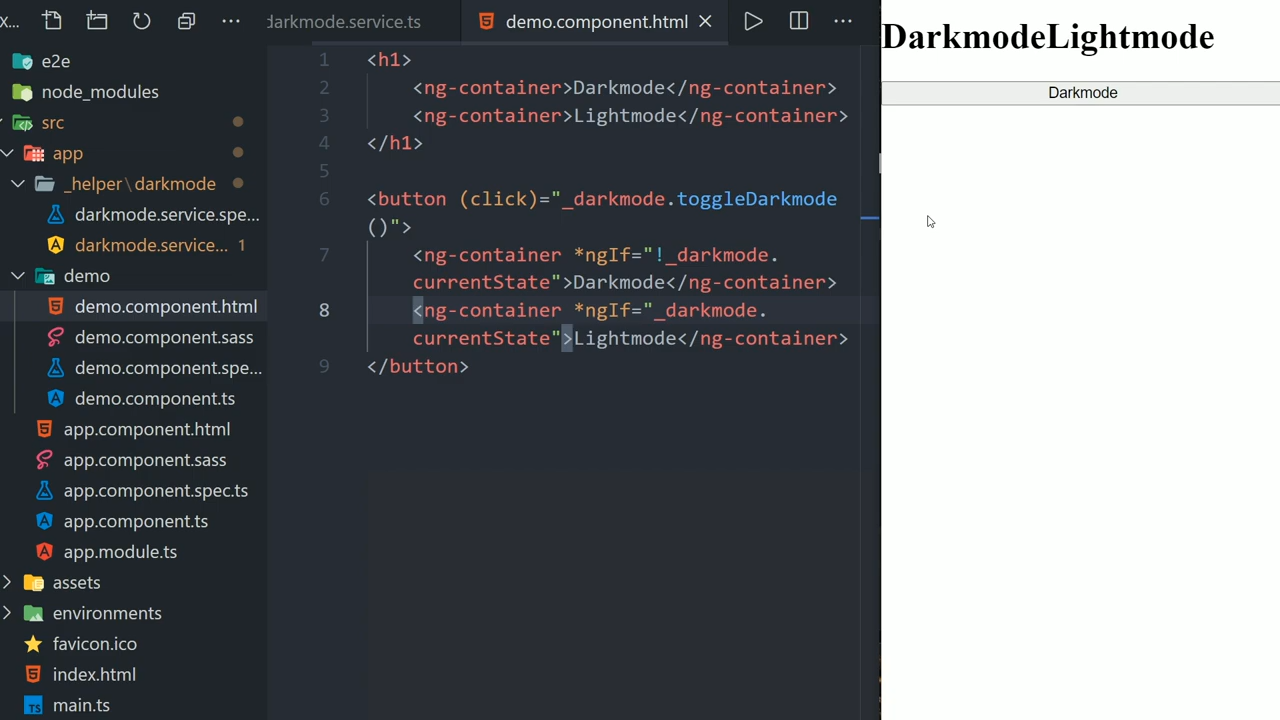 X...
e2e
node_modules
src
app
_helper\darkmode
darkmode.service.spe...
darkmode.service... 1
demo
demo.component.html
demo.component.sass
demo.component.spe...
demo.component.ts
app.component.html
app.component.sass
app.component.spec.ts
app.component.ts
app.module.ts
assets
environments
favicon.ico
index.html
TS main.ts
darkmode.service.ts
demo.component.html
1 <h1>
2 <ng-container>Darkmode</ng-container>
3 <ng-container>Lightmode</ng-container>
4 </h1>
5
6 <button (click)="_darkmode.toggleDarkmode
()">
7 <ng-container *ngIf="!_darkmode.
currentState">Darkmode</ng-container>
8 <ng-container *ngIf="_darkmode.
currentState">Lightmode</ng-container>
9 </button>
DarkmodeLightmode
Darkmode